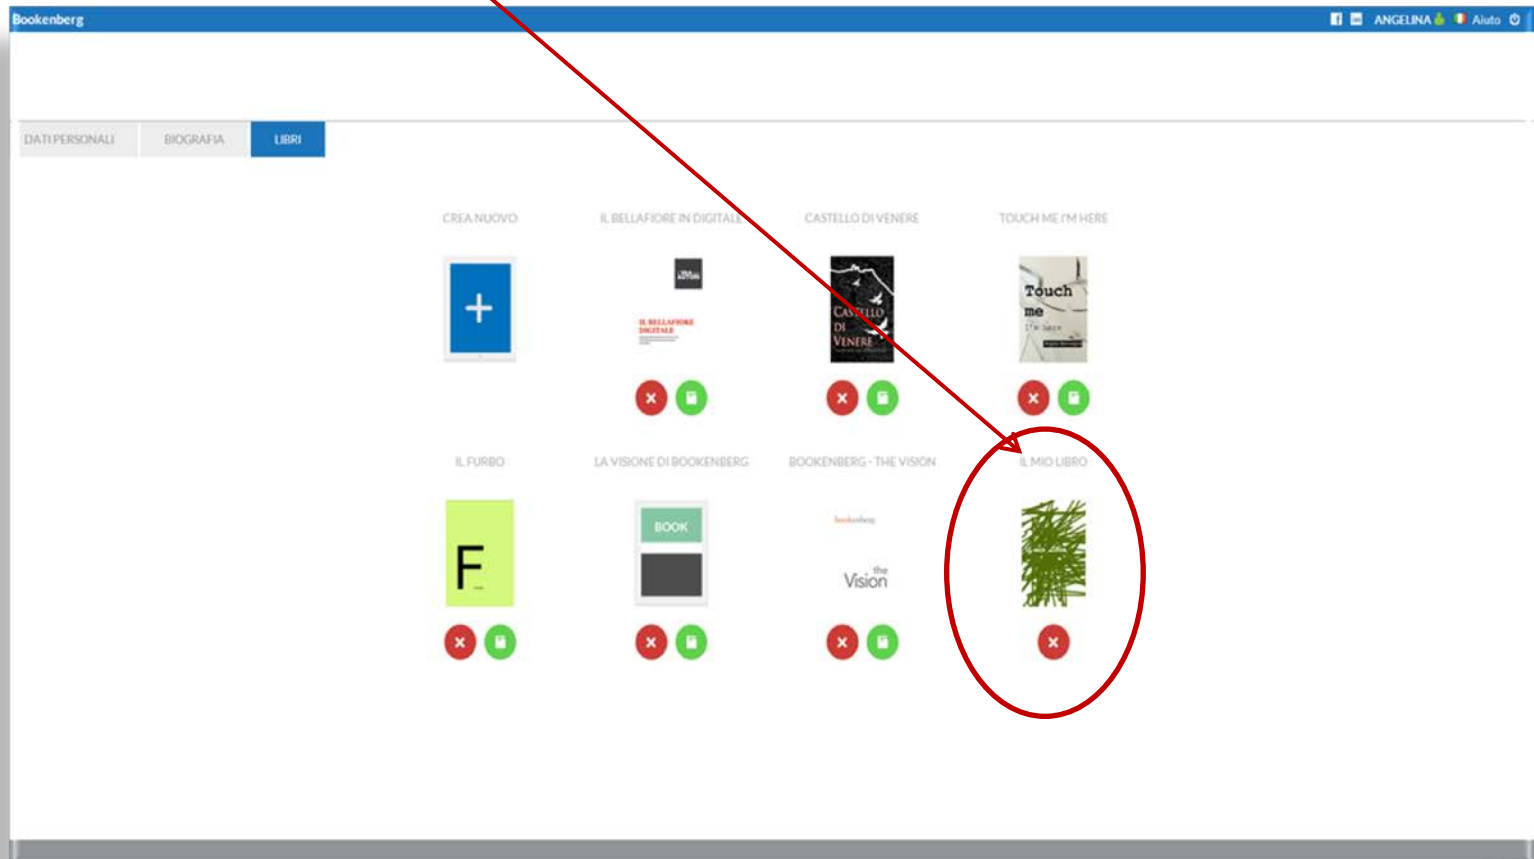 Bookenberg
ANGELINA Aiuto
DATI PERSONALI BIOGRAFIA LIBRI
CREA NUOVO IL BELLAFIORE IN DIGITALE CASTELLO DI VENERE TOUCH ME I'M HERE
IL BELLAFIORE
DIGITALE
CASTELLO
DI
VENERE
Touch
me
I'm here
IL FURBO LA VISIONE DI BOOKENBERG BOOKENBERG - THE VISION IL MIO LIBRO
F
BOOK
bookenberg
the
Vision